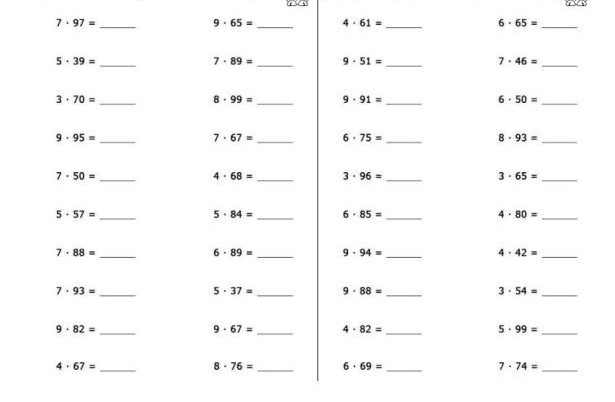 7 · 97 = ______ 9 · 65 = ______ 4 · 61 = ______ 6 · 65 = ______
5 · 39 = ______ 7 · 89 = ______ 9 · 51 = ______ 7 · 46 = ______
3 · 70 = ______ 8 · 99 = ______ 9 · 91 = ______ 6 · 50 = ______
9 · 95 = ______ 7 · 67 = ______ 6 · 75 = ______ 8 · 93 = ______
7 · 50 = ______ 4 · 68 = ______ 3 · 96 = ______ 3 · 65 = ______
5 · 57 = ______ 5 · 84 = ______ 6 · 85 = ______ 4 · 80 = ______
7 · 88 = ______ 6 · 89 = ______ 9 · 94 = ______ 4 · 42 = ______
7 · 93 = ______ 5 · 37 = ______ 9 · 88 = ______ 3 · 54 = ______
9 · 82 = ______ 9 · 67 = ______ 4 · 82 = ______ 5 · 99 = ______
4 · 67 = ______ 8 · 76 = ______ 6 · 69 = ______ 7 · 74 = ______